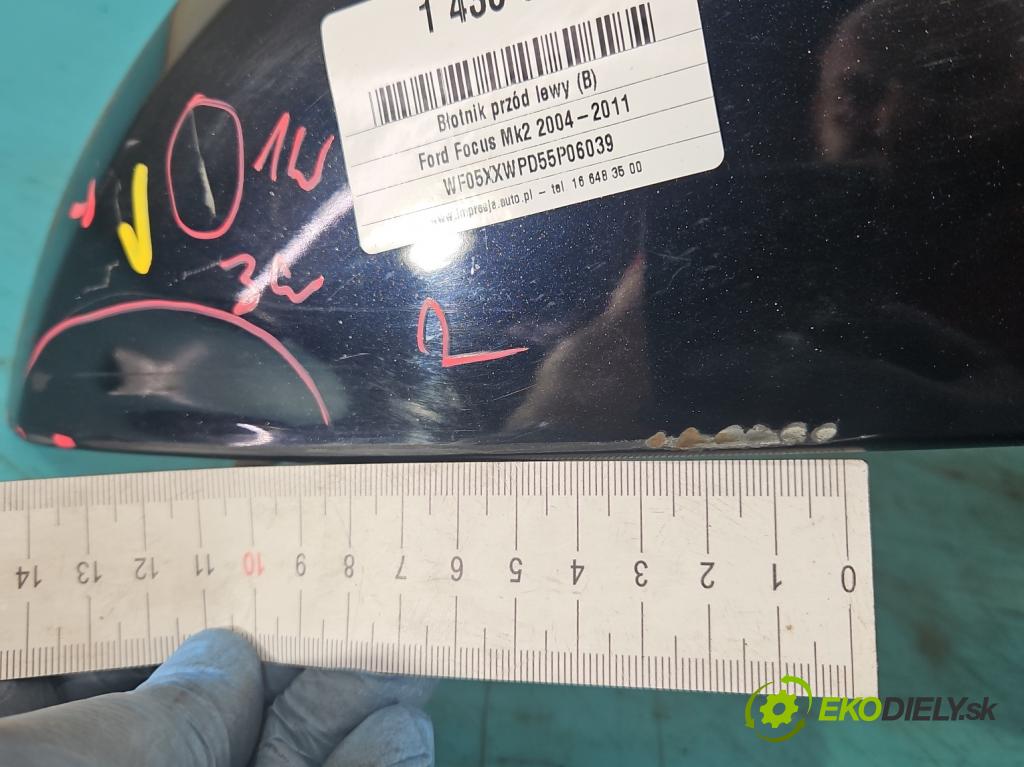 1 430
Błotnik przód lewy (B)
Ford Focus Mk2 2004-2011
WF05XXWPD55P06039
www.impresja.auto.pl - tel 16 648 35 00
1W
3W
2
14 13 12 11 10 9 8 7 6 5 4 3 2 1 0
EKODIELY.sk